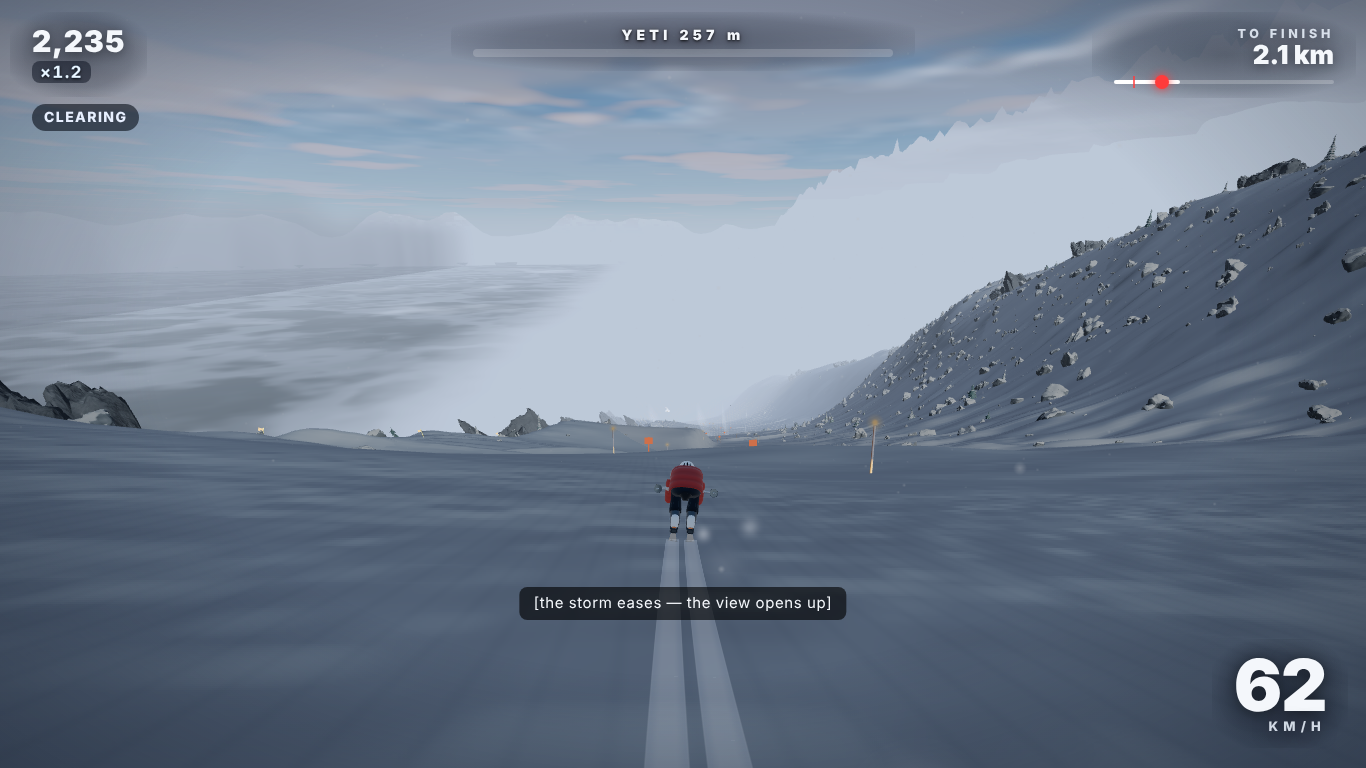 2,235
×1.2
CLEARING
YETI 257 m
TO FINISH
2.1 km
[the storm eases — the view opens up]
62
KM/H